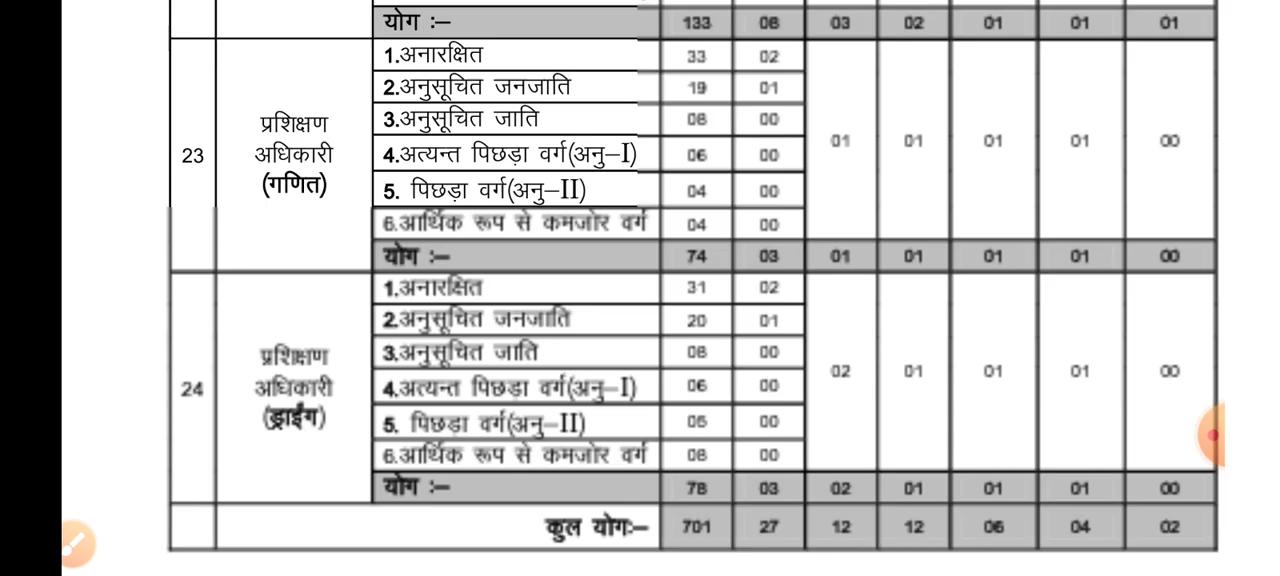 योग :– 133 08 03 02 01 01 01
1.अनारक्षित 33 02
2.अनुसूचित जनजाति 19 01
3.अनुसूचित जाति 08 00
23 प्रशिक्षण अधिकारी (गणित) 01 01 01 01 00
4.अत्यन्त पिछड़ा वर्ग(अनु–I) 06 00
5. पिछड़ा वर्ग(अनु–II) 04 00
6.आर्थिक रूप से कमजोर वर्ग 04 00
योग :– 74 03 01 01 01 01 00
1.अनारक्षित 31 02
2.अनुसूचित जनजाति 20 01
3.अनुसूचित जाति 08 00
24 प्रशिक्षण अधिकारी (ड्राईंग) 02 01 01 01 00
4.अत्यन्त पिछड़ा वर्ग(अनु–I) 06 00
5. पिछड़ा वर्ग(अनु–II) 00
6.आर्थिक रूप से कमजोर वर्ग 08 00
योग :– 78 03 02 01 01 01 00
कुल योगः– 701 27 12 12 06 04 02